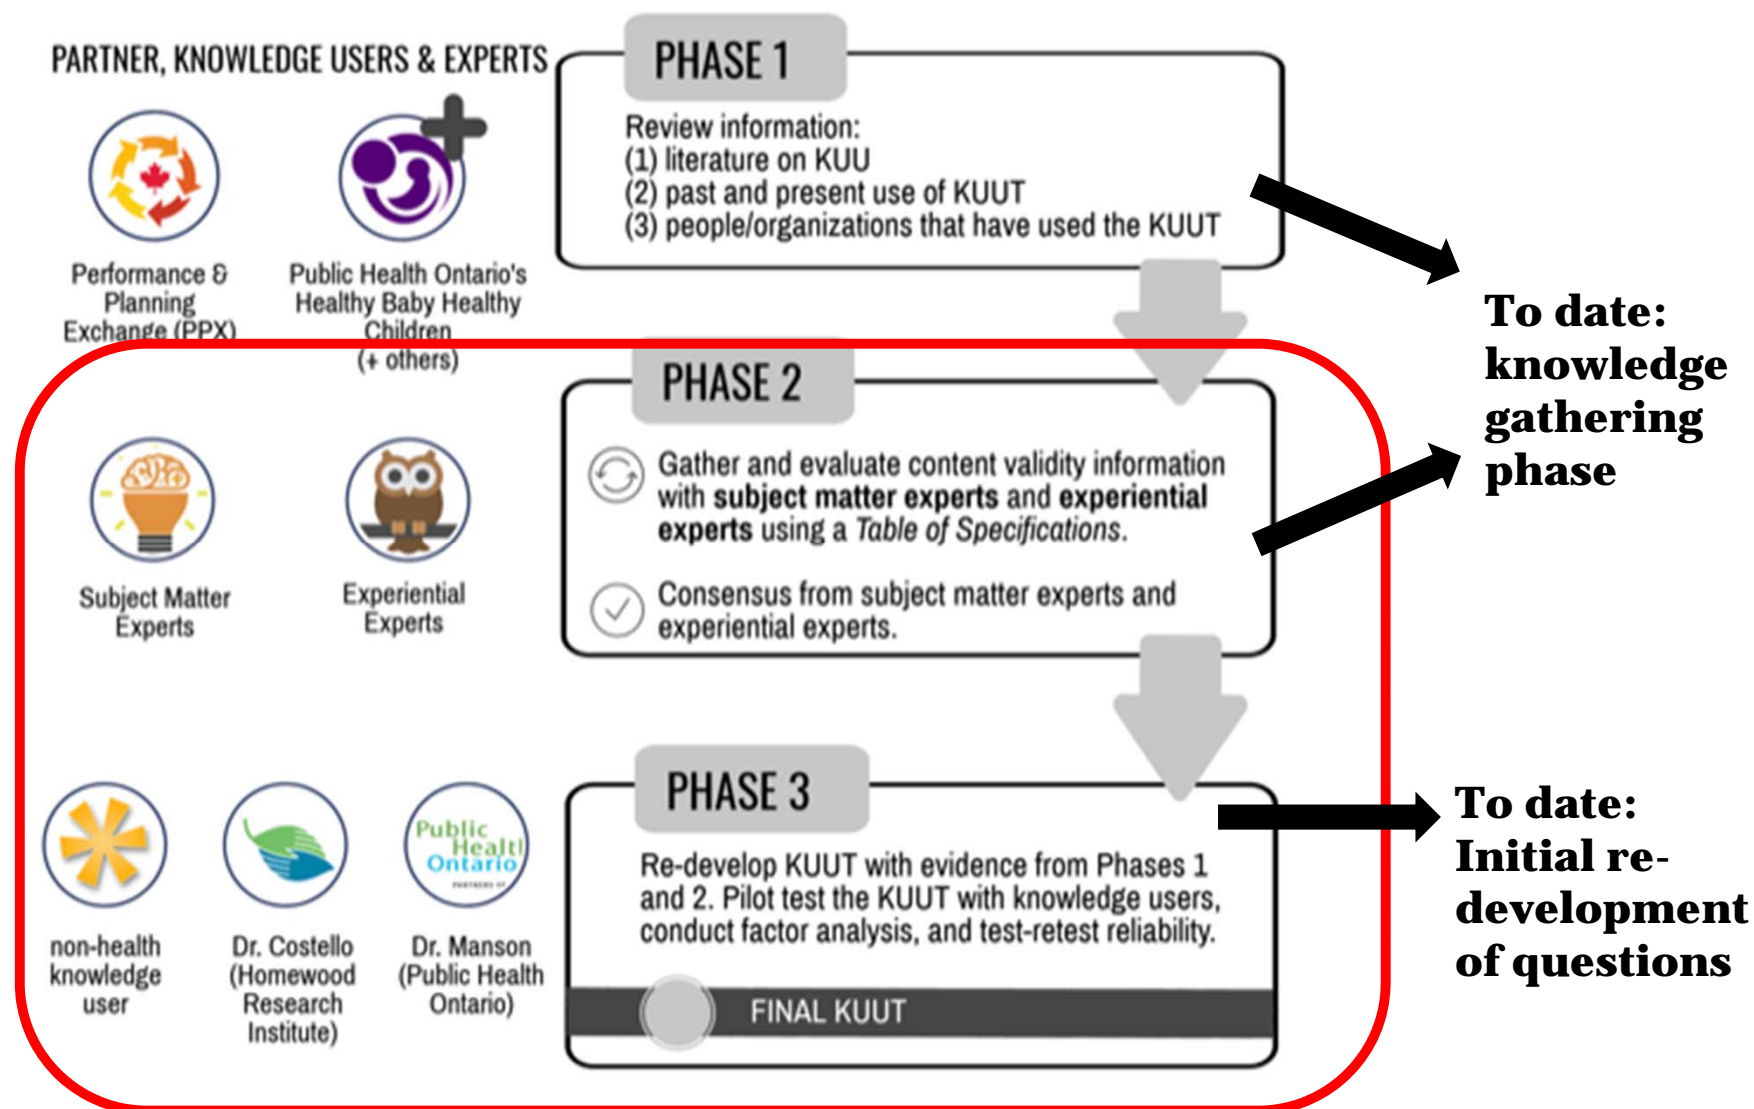 PARTNER, KNOWLEDGE USERS & EXPERTS
Performance &
Planning
Exchange (PPX)
Public Health Ontario's
Healthy Baby Healthy
Children
(+ others)
PHASE 1
Review information:
(1) literature on KUU
(2) past and present use of KUUT
(3) people/organizations that have used the KUUT
To date:
knowledge
gathering
phase
Subject Matter
Experts
Experiential
Experts
PHASE 2
Gather and evaluate content validity information
with subject matter experts and experiential
experts using a Table of Specifications.
Consensus from subject matter experts and
experiential experts.
non-health
knowledge
user
Dr. Costello
(Homewood
Research
Institute)
Public
Healtl
Ontario
PARTNERS OF
Dr. Manson
(Public Health
Ontario)
PHASE 3
Re-develop KUUT with evidence from Phases 1
and 2. Pilot test the KUUT with knowledge users,
conduct factor analysis, and test-retest reliability.
FINAL KUUT
To date:
Initial re-
development
of questions